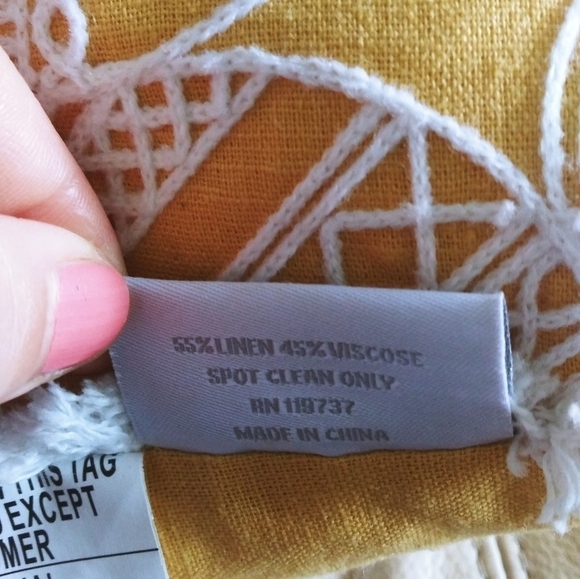 55% LINEN 45% VISCOSE
SPOT CLEAN ONLY
RN 119737
MADE IN CHINA
THIS TAG
EXCEPT
MER